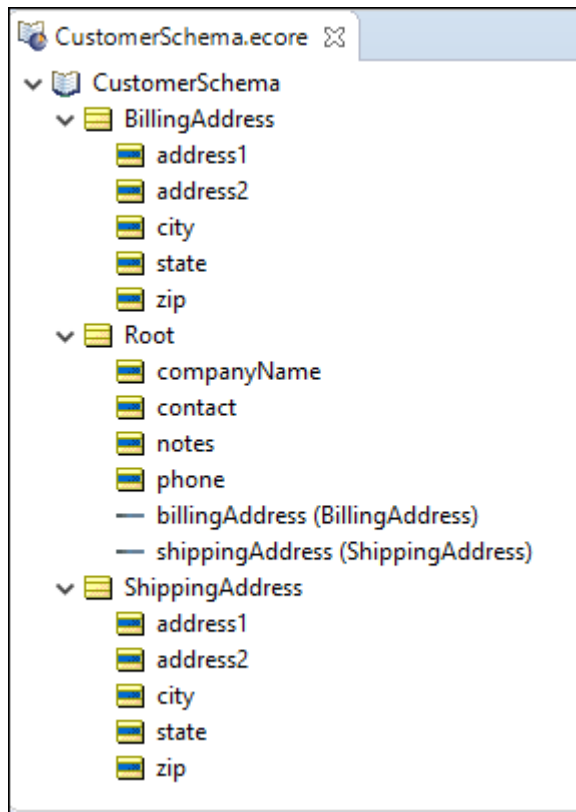 CustomerSchema.ecore
CustomerSchema
BillingAddress
address1
address2
city
state
zip
Root
companyName
contact
notes
phone
billingAddress (BillingAddress)
shippingAddress (ShippingAddress)
ShippingAddress
address1
address2
city
state
zip